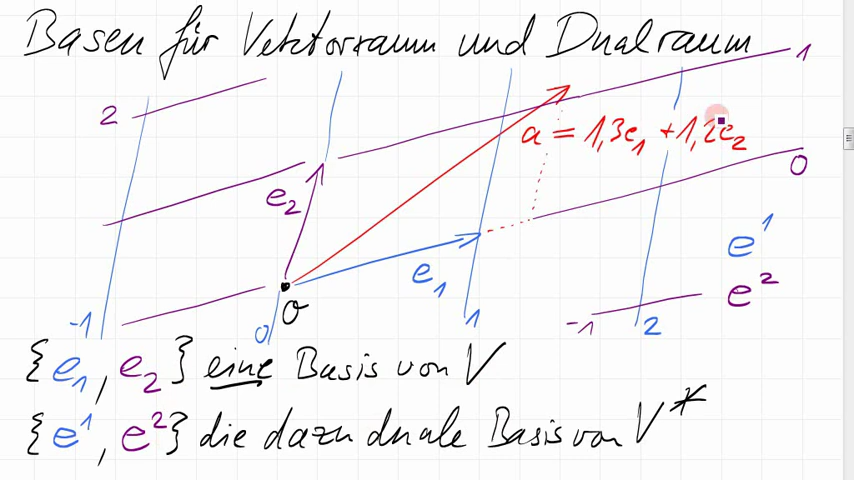 Basen für Vektorraum und Dualraum
1
2
a = 1,3e₁ + 1,2e₂
0
e₂
e¹
e₁
e²
0
-1
0
1
-1
2
{e₁, e₂} eine Basis von V
{e¹, e²} die dazu duale Basis von V*